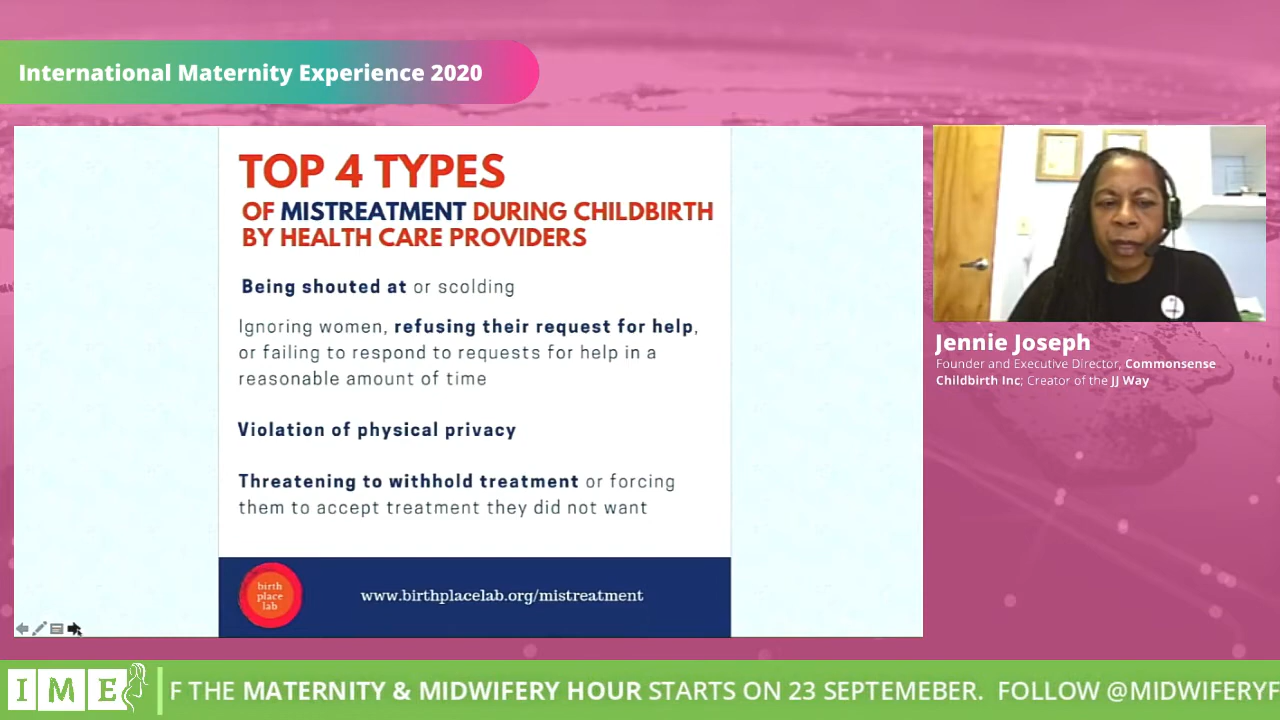 International Maternity Experience 2020
TOP 4 TYPES
OF MISTREATMENT DURING CHILDBIRTH
BY HEALTH CARE PROVIDERS
Being shouted at or scolding
Ignoring women, refusing their request for help,
or failing to respond to requests for help in a
reasonable amount of time
Violation of physical privacy
Threatening to withhold treatment or forcing
them to accept treatment they did not want
birth
place
lab
www.birthplacelab.org/mistreatment
Jennie Joseph
Founder and Executive Director, Commonsense
Childbirth Inc; Creator of the JJ Way
IME
F THE MATERNITY & MIDWIFERY HOUR STARTS ON 23 SEPTEMEBER. FOLLOW @MIDWIFERYF